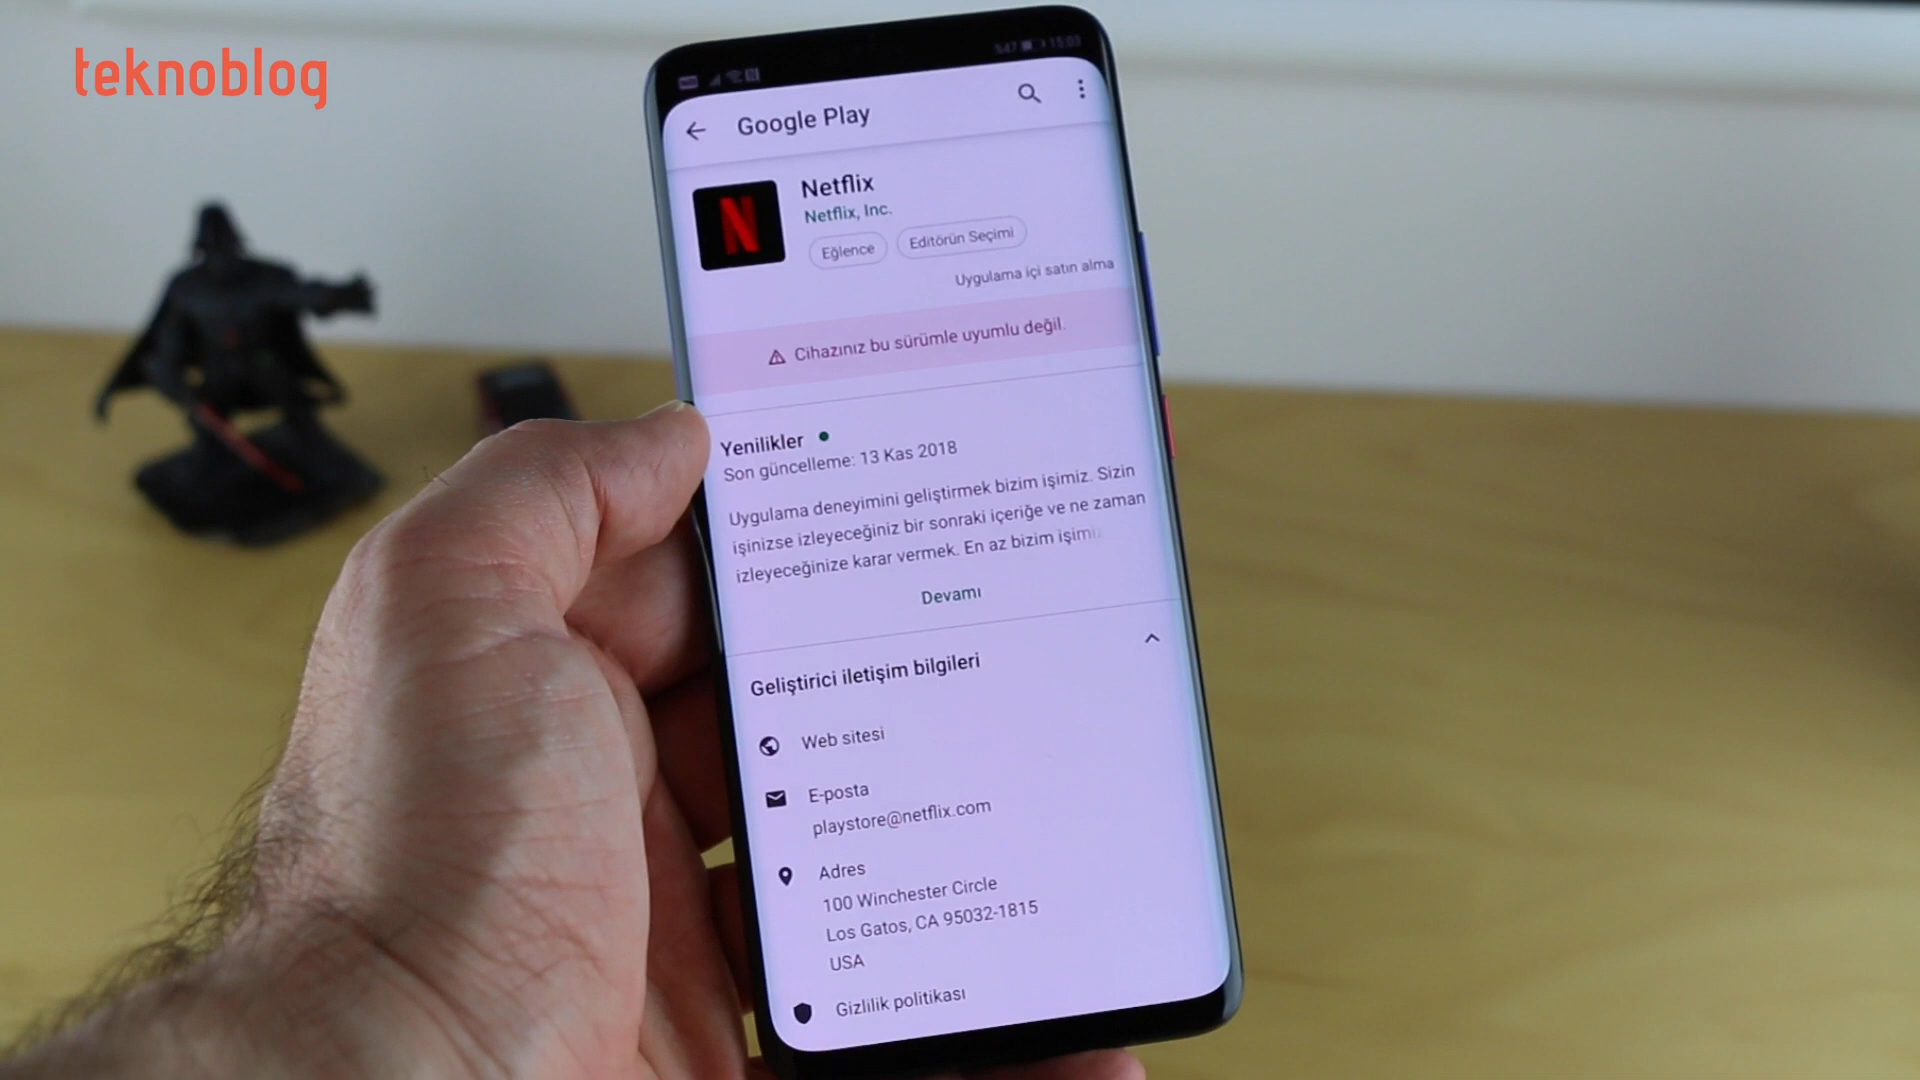 teknoblog
%47 15:03
Google Play
Netflix
Netflix, Inc.
Eğlence
Editörün Seçimi
Uygulama içi satın alma
Cihazınız bu sürümle uyumlu değil.
Yenilikler
Son güncelleme: 13 Kas 2018
Uygulama deneyimini geliştirmek bizim işimiz. Sizin
işinizse izleyeceğiniz bir sonraki içeriğe ve ne zaman
izleyeceğinize karar vermek. En az bizim işimiz
Devamı
Geliştirici iletişim bilgileri
Web sitesi
E-posta
playstore@netflix.com
Adres
100 Winchester Circle
Los Gatos, CA 95032-1815
USA
Gizlilik politikası